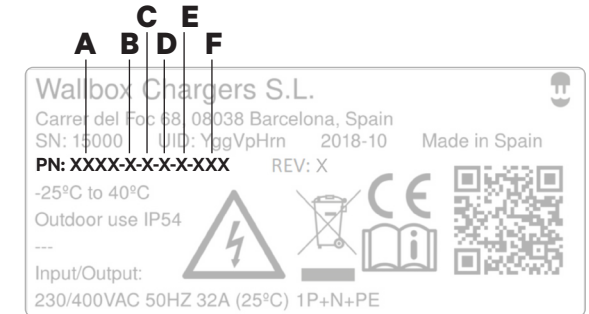 C E
A B D F
Wallbox Chargers S.L.
Carrer del Foc 68, 08038 Barcelona, Spain
SN: 15000 UID: YggVpHrn 2018-10 Made in Spain
PN: XXXX-X-X-X-X-XXX REV: X
-25ºC to 40ºC
Outdoor use IP54
---
Input/Output:
230/400VAC 50HZ 32A (25ºC) 1P+N+PE
CE
i